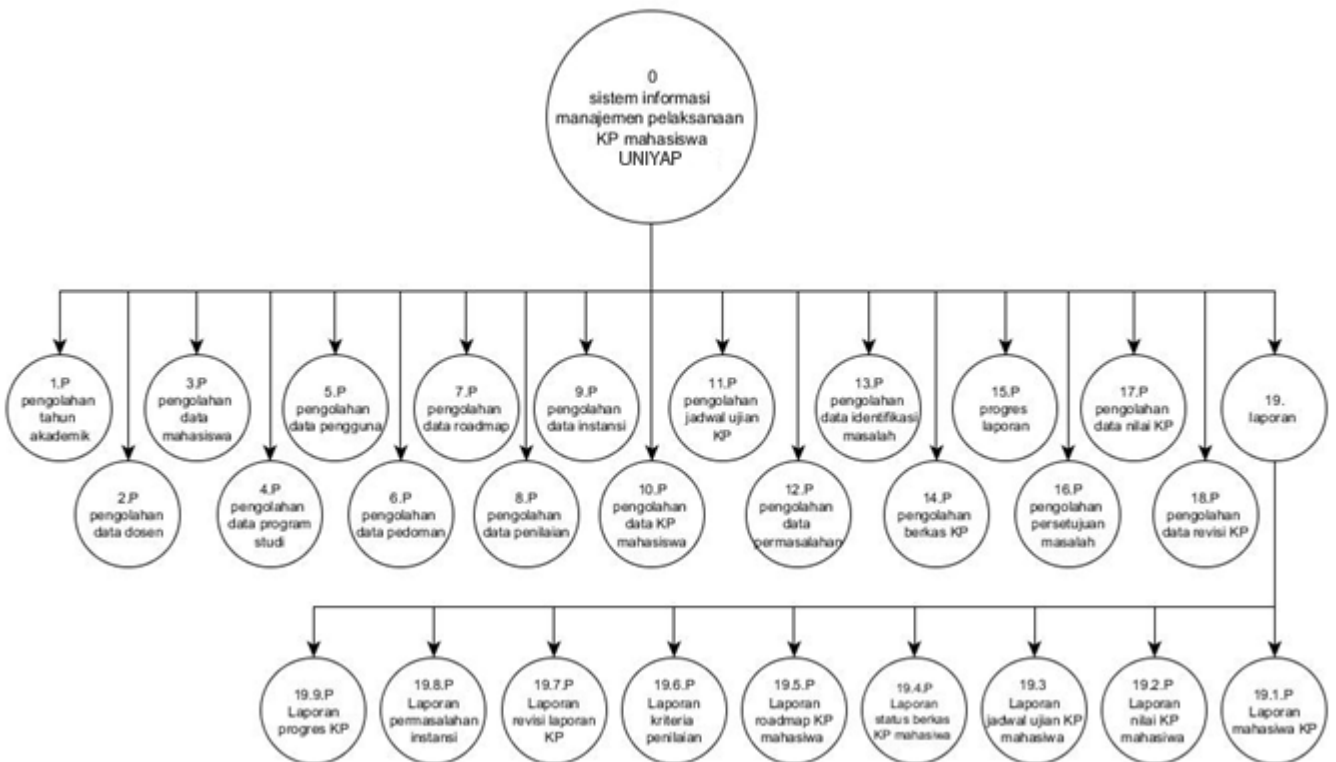 0
sistem informasi
manajemen pelaksanaan
KP mahasiswa
UNIYAP
1.P
pengolahan
tahun
akademik
3.P
pengolahan
data
mahasiswa
5.P
pengolahan
data pengguna
7.P
pengolahan
data roadmap
9.P
pengolahan
data instansi
11.P
pengolahan
jadwal ujian
KP
13.P
pengolahan
data identifikasi
masalah
15.P
progres
laporan
17.P
pengolahan
data nilai KP
19.
laporan
2.P
pengolahan
data dosen
4.P
pengolahan
data program
studi
6.P
pengolahan
data pedoman
8.P
pengolahan
data penilaian
10.P
pengolahan
data KP
mahasiswa
12.P
pengolahan
data
permasalahan
14.P
pengolahan
berkas KP
16.P
pengolahan
persetujuan
masalah
18.P
pengolahan
data revisi KP
19.9.P
Laporan
progres KP
19.8.P
Laporan
permasalahan
instansi
19.7.P
Laporan
revisi laporan
KP
19.6.P
Laporan
kriteria
penilaian
19.5.P
Laporan
roadmap KP
mahasiwa
19.4.P
Laporan
status berkas
KP mahasiwa
19.3
Laporan
jadwal ujian KP
mahasiwa
19.2.P
Laporan
nilai KP
mahasiwa
19.1.P
Laporan
mahasiwa KP